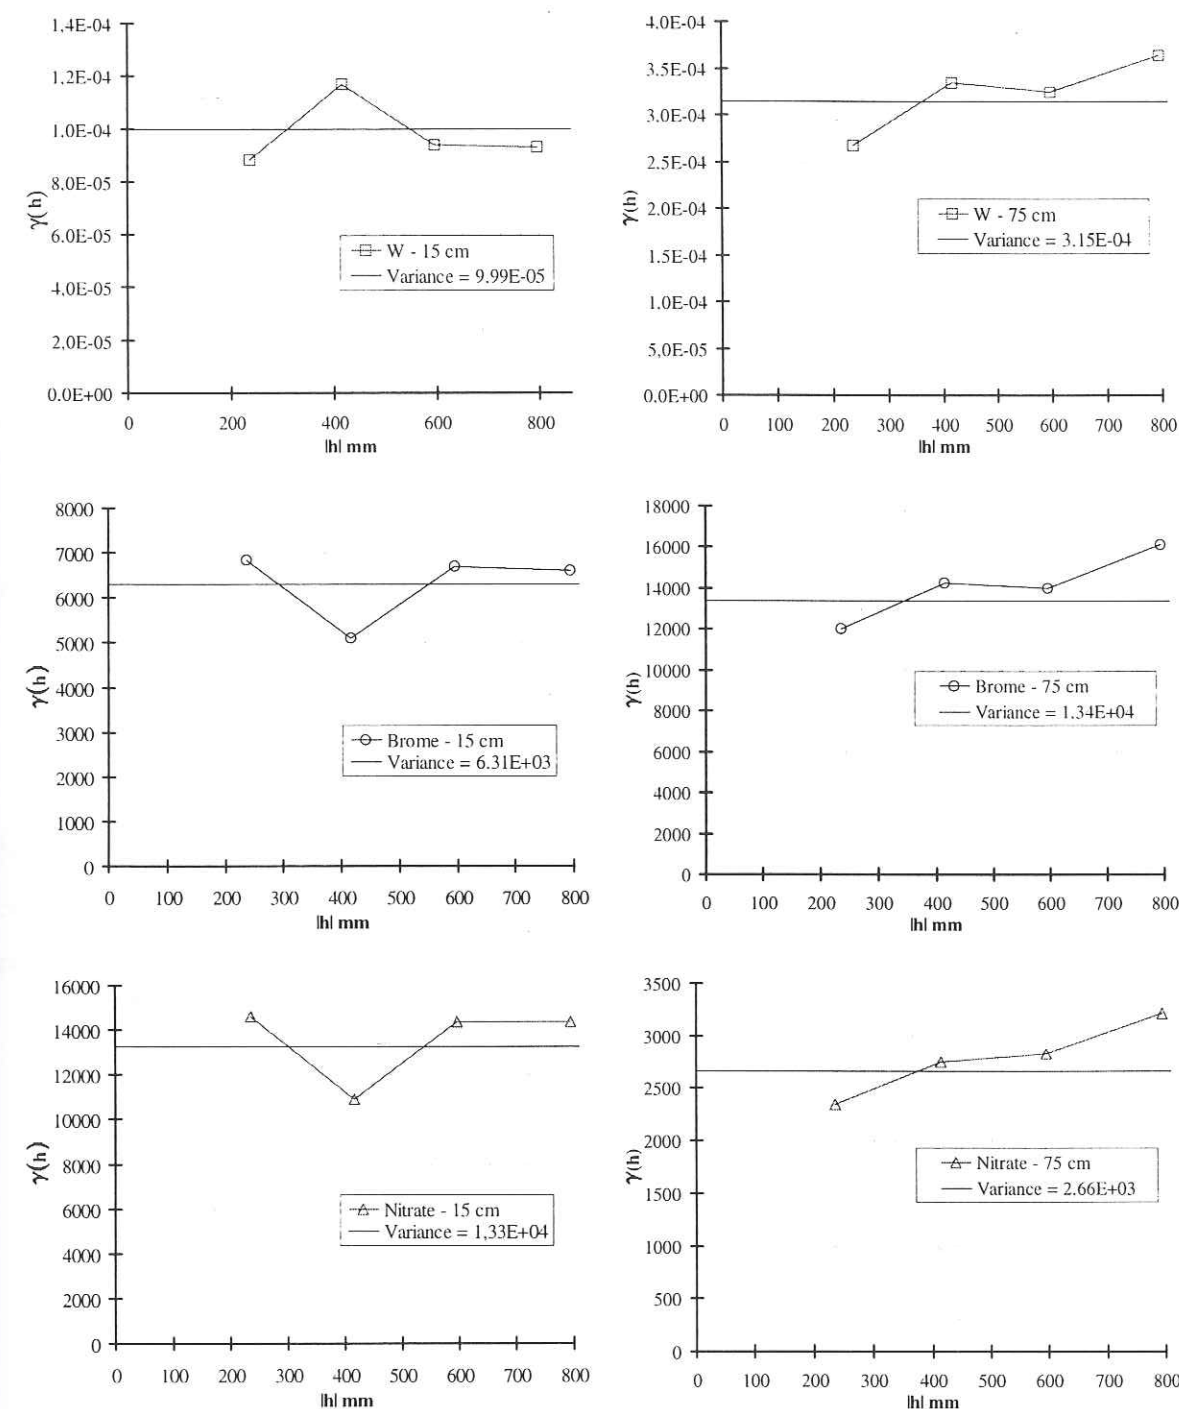 1.4E-04
1.2E-04
1.0E-04
8.0E-05
6.0E-05
4.0E-05
2.0E-05
0.0E+00
γ(h)
W - 15 cm
Variance = 9.99E-05
0 200 400 600 800
|h| mm
4.0E-04
3.5E-04
3.0E-04
2.5E-04
2.0E-04
1.5E-04
1.0E-04
5.0E-05
0.0E+00
γ(h)
W - 75 cm
Variance = 3.15E-04
0 100 200 300 400 500 600 700 800
|h| mm
8000
7000
6000
5000
4000
3000
2000
1000
0
γ(h)
Brome - 15 cm
Variance = 6.31E+03
0 100 200 300 400 500 600 700 800
|h| mm
18000
16000
14000
12000
10000
8000
6000
4000
2000
0
γ(h)
Brome - 75 cm
Variance = 1.34E+04
0 100 200 300 400 500 600 700 800
|h| mm
16000
14000
12000
10000
8000
6000
4000
2000
0
γ(h)
Nitrate - 15 cm
Variance = 1,33E+04
0 100 200 300 400 500 600 700 800
|h| mm
3500
3000
2500
2000
1500
1000
500
0
γ(h)
Nitrate - 75 cm
Variance = 2.66E+03
0 100 200 300 400 500 600 700 800
|h| mm